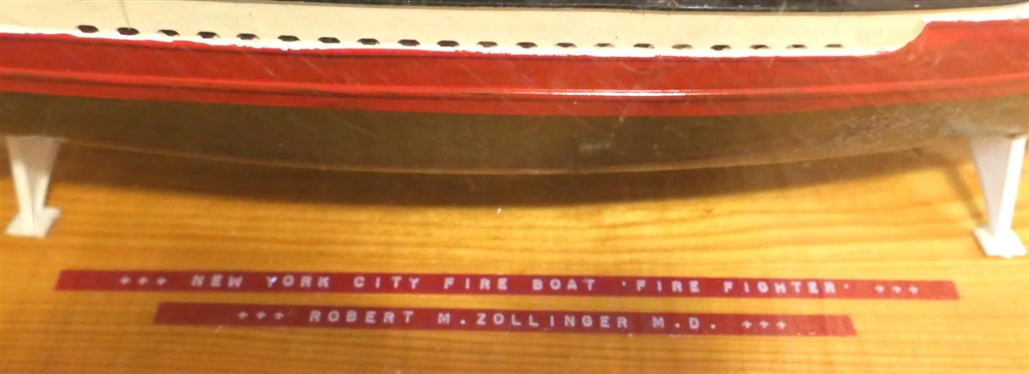 +++ NEW YORK CITY FIRE BOAT 'FIRE FIGHTER' +++
+++ ROBERT M. ZOLLINGER M.D. +++